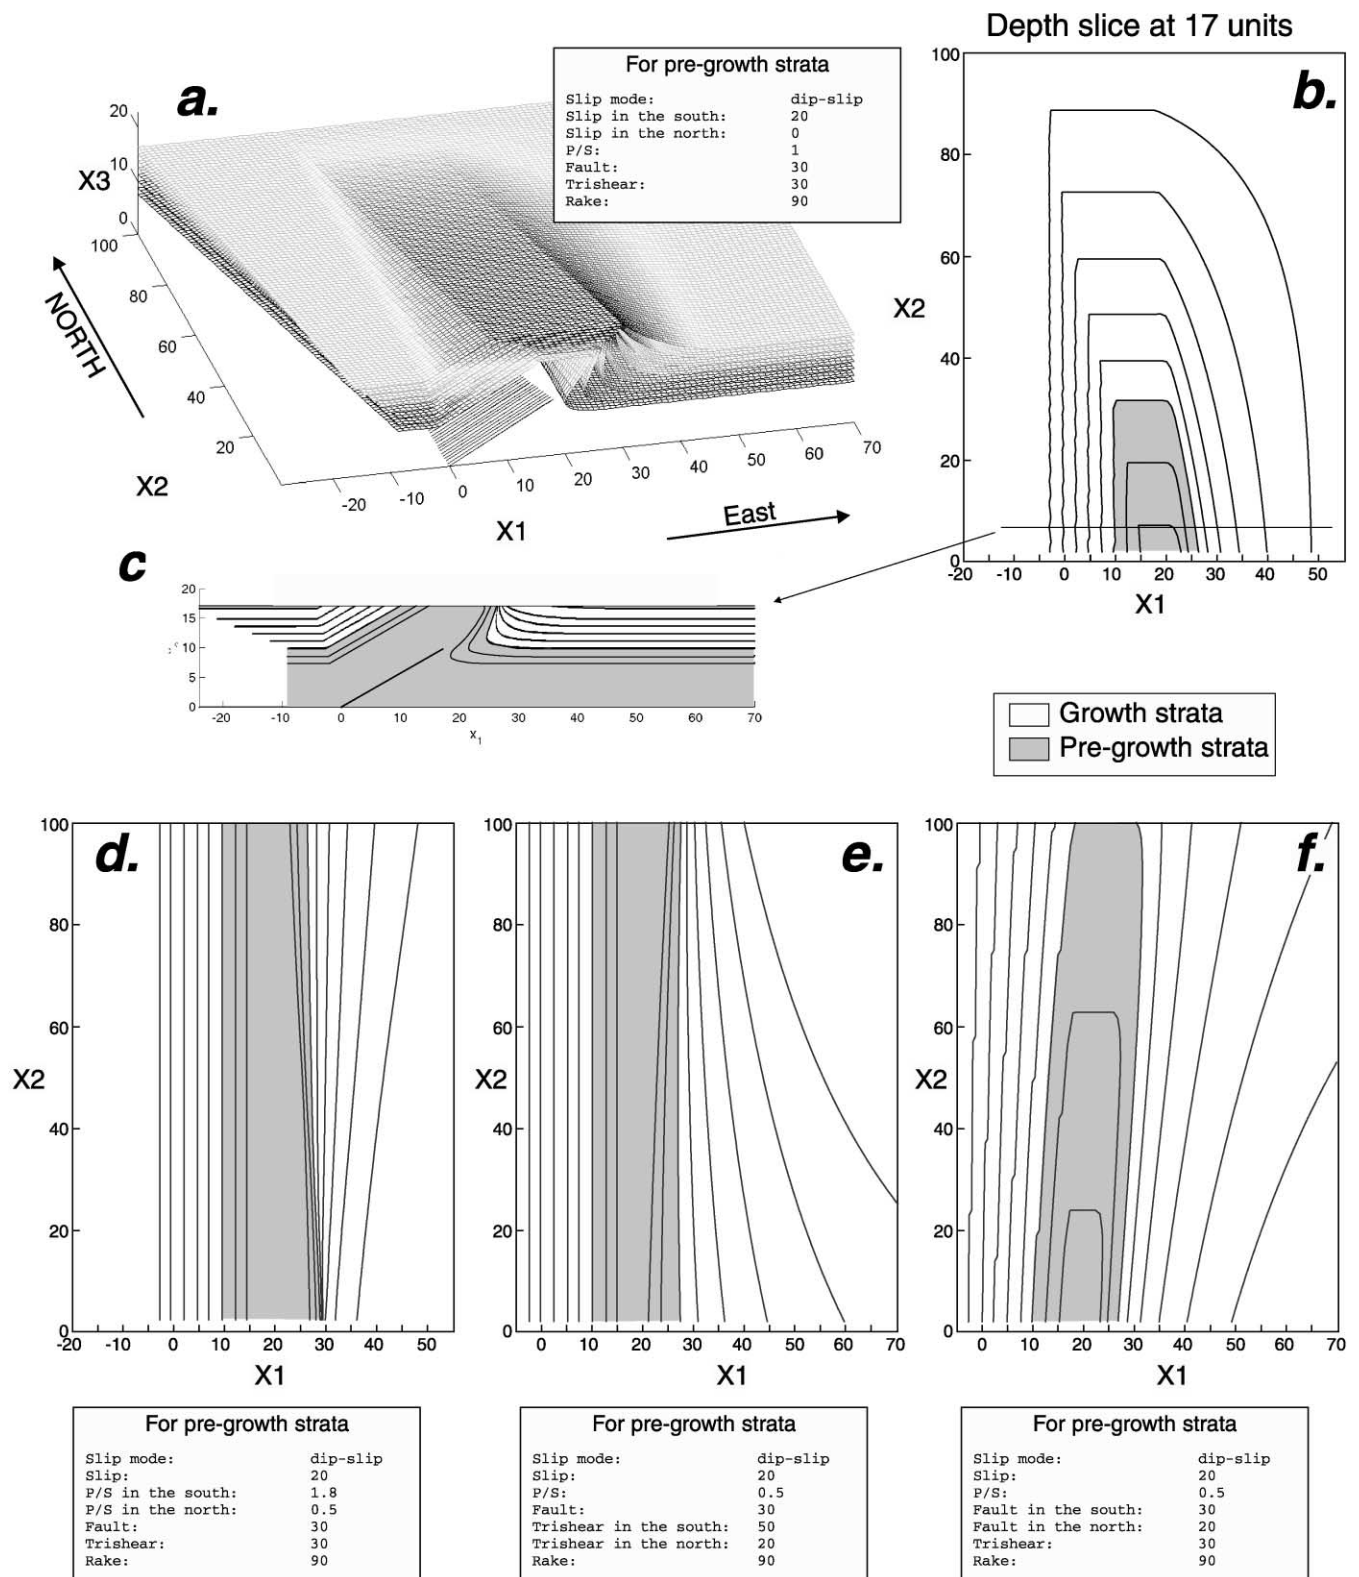 Depth slice at 17 units
a.
For pre-growth strata
Slip mode: dip-slip
Slip in the south: 20
Slip in the north: 0
P/S: 1
Fault: 30
Trishear: 30
Rake: 90
20
10
0
X3
100
80
60
40
20
X2
NORTH
-20
-10
0
10
20
30
40
50
60
70
X1
East
X2
b.
100
80
60
40
20
0
-20
-10
0
10
20
30
40
50
X1
c
20
15
10
5
0
-20
-10
0
10
20
30
40
50
60
70
x1
Growth strata
Pre-growth strata
d.
100
80
60
40
20
0
X2
-20
-10
0
10
20
30
40
50
X1
e.
100
80
60
40
20
0
X2
0
10
20
30
40
50
60
70
X1
f.
100
80
60
40
20
0
X2
0
10
20
30
40
50
60
70
X1
For pre-growth strata
Slip mode: dip-slip
Slip: 20
P/S in the south: 1.8
P/S in the north: 0.5
Fault: 30
Trishear: 30
Rake: 90
For pre-growth strata
Slip mode: dip-slip
Slip: 20
P/S: 0.5
Fault: 30
Trishear in the south: 50
Trishear in the north: 20
Rake: 90
For pre-growth strata
Slip mode: dip-slip
Slip: 20
P/S: 0.5
Fault in the south: 30
Fault in the north: 20
Trishear: 30
Rake: 90